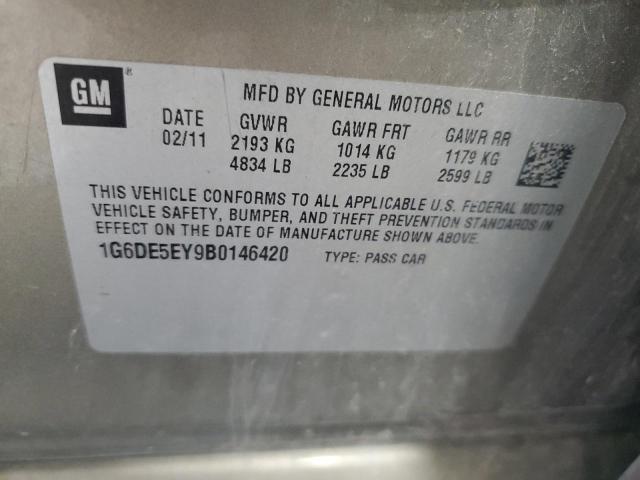 GM ®
MFD BY GENERAL MOTORS LLC
DATE GVWR GAWR FRT GAWR RR
02/11 2193 KG 1014 KG 1179 KG
4834 LB 2235 LB 2599 LB
THIS VEHICLE CONFORMS TO ALL APPLICABLE U.S. FEDERAL MOTOR
VEHICLE SAFETY, BUMPER, AND THEFT PREVENTION STANDARDS IN
EFFECT ON THE DATE OF MANUFACTURE SHOWN ABOVE.
1G6DE5EY9B0146420 TYPE: PASS CAR